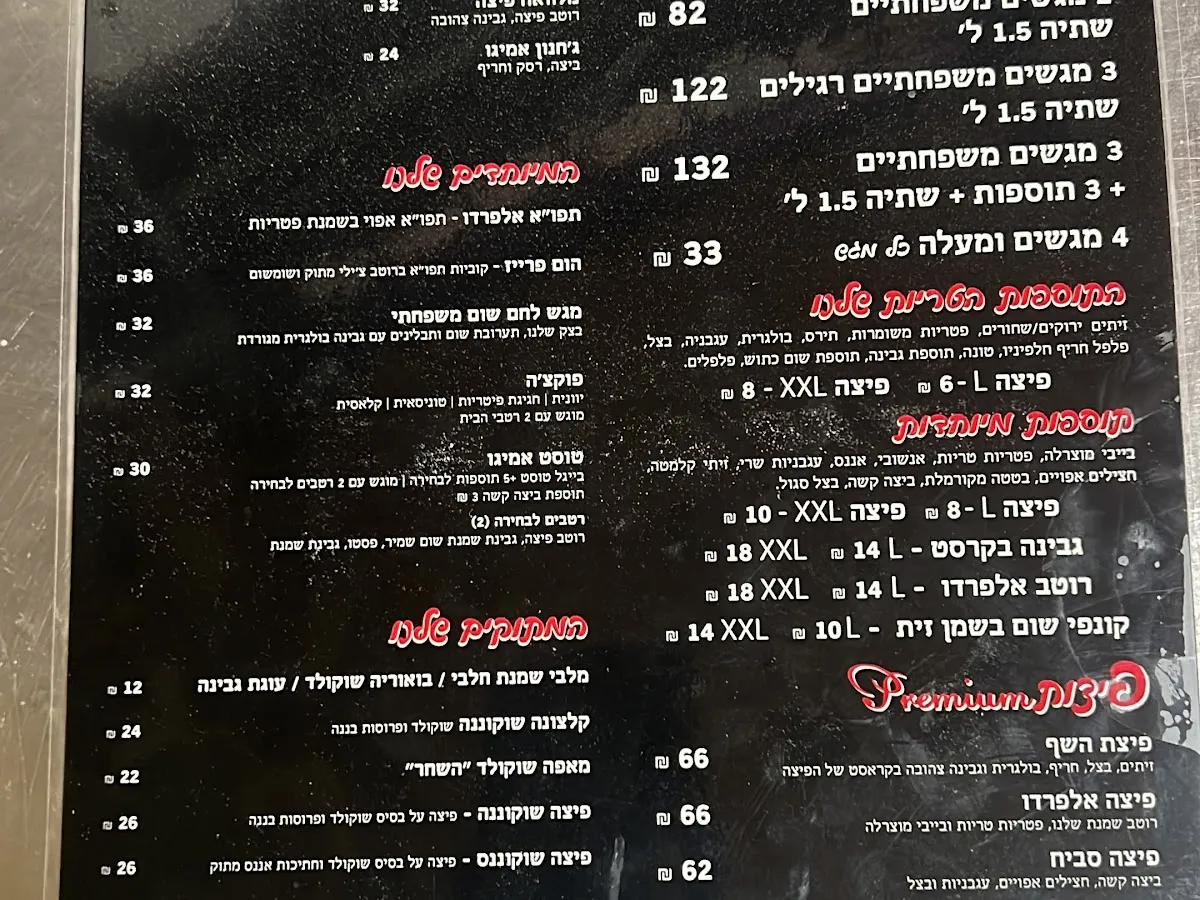 82 ₪
שתיה 1.5 ל'
3 מגשים משפחתיים רגילים 122 ₪
שתיה 1.5 ל'
3 מגשים משפחתיים 132 ₪
+ 3 תוספות + שתיה 1.5 ל'
4 מגשים ומעלה כל מגש 33 ₪
התוספות הטריות שלנו
זיתים ירוקים/שחורים, פטריות משומרות, תירס, בולגרית, עגבניה, בצל,
פלפל חריף חלפיניו, טונה, תוספת גבינה, תוספת שום כתוש, פלפלים.
פיצה L -6 ₪ פיצה XXL - 8 ₪
תוספות מיוחדות
בייבי מוצרלה, פטריות טריות, אנשובי, אננס, עגבניות שרי, זיתי קלמטה,
חצילים אפויים, בטטה מקורמלת, ביצה קשה, בצל סגול.
פיצה L -8 ₪ פיצה XXL - 10 ₪
גבינה בקרסט - L 14 ₪ XXL 18 ₪
רוטב אלפרדו - L 14 ₪ XXL 18 ₪
קונפי שום בשמן זית - L 10 ₪ XXL 14 ₪
פיצות Premium
פיצת השף 66 ₪
זיתים, בצל, חריף, בולגרית וגבינה צהובה בקראסט של הפיצה
פיצה אלפרדו 66 ₪
רוטב שמנת שלנו, פטריות טריות ובייבי מוצרלה
פיצה סביח 62 ₪
ביצה קשה, חצילים אפויים, עגבניות ובצל
32 ₪
רוטב פיצה, גבינה צהובה
ג'חנון אמיגו 24 ₪
ביצה, רסק וחריף
המיוחדים שלנו
תפו"א אלפרדו - תפו"א אפוי בשמנת פטריות 36 ₪
הום פרייז - קוביות תפו"א ברוטב צ'ילי מתוק ושומשום 36 ₪
מגש לחם שום משפחתי 32 ₪
בצק שלנו, תערובת שום ותבלינים עם גבינה בולגרית מגורדת
פוקצ'ה 32 ₪
יוונית | חגיגת פיטריות | טוניסאית | קלאסית
מוגש עם 2 רטבי הבית
טוסט אמיגו 30 ₪
בייגל טוסט +5 תוספות לבחירה | מוגש עם 2 רטבים לבחירה
תוספת ביצה קשה 3 ₪
רטבים לבחירה (2)
רוטב פיצה, גבינת שמנת שום שמיר, פסטו, גבינת שמנת
המתוקים שלנו
מלבי שמנת חלבי / בואוריה שוקולד / עוגת גבינה 12 ₪
קלצונה שוקוננה שוקולד ופרוסות בננה 24 ₪
מאפה שוקולד "השחר" 22 ₪
פיצה שוקוננה - פיצה על בסיס שוקולד ופרוסות בננה 26 ₪
פיצה שוקוננס - פיצה על בסיס שוקולד וחתיכות אננס מתוק 26 ₪